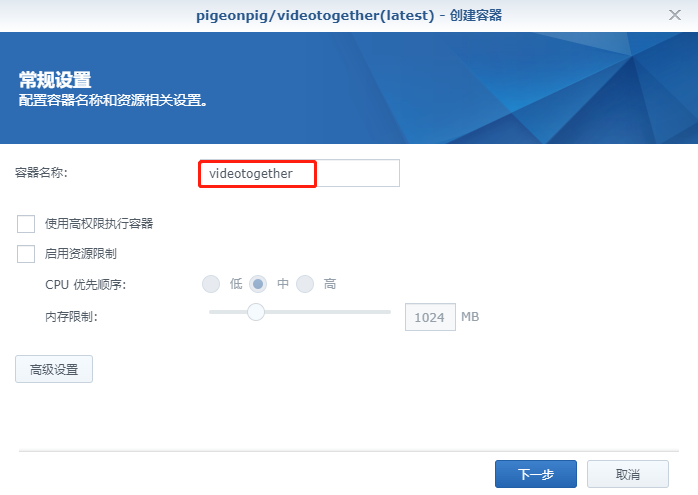 pigeonpig/videotogether(latest) - 创建容器
常规设置
配置容器名称和资源相关设置。
容器名称:
videotogether
使用高权限执行容器
启用资源限制
CPU 优先顺序:
低 中 高
内存限制:
1024 MB
高级设置
下一步 取消